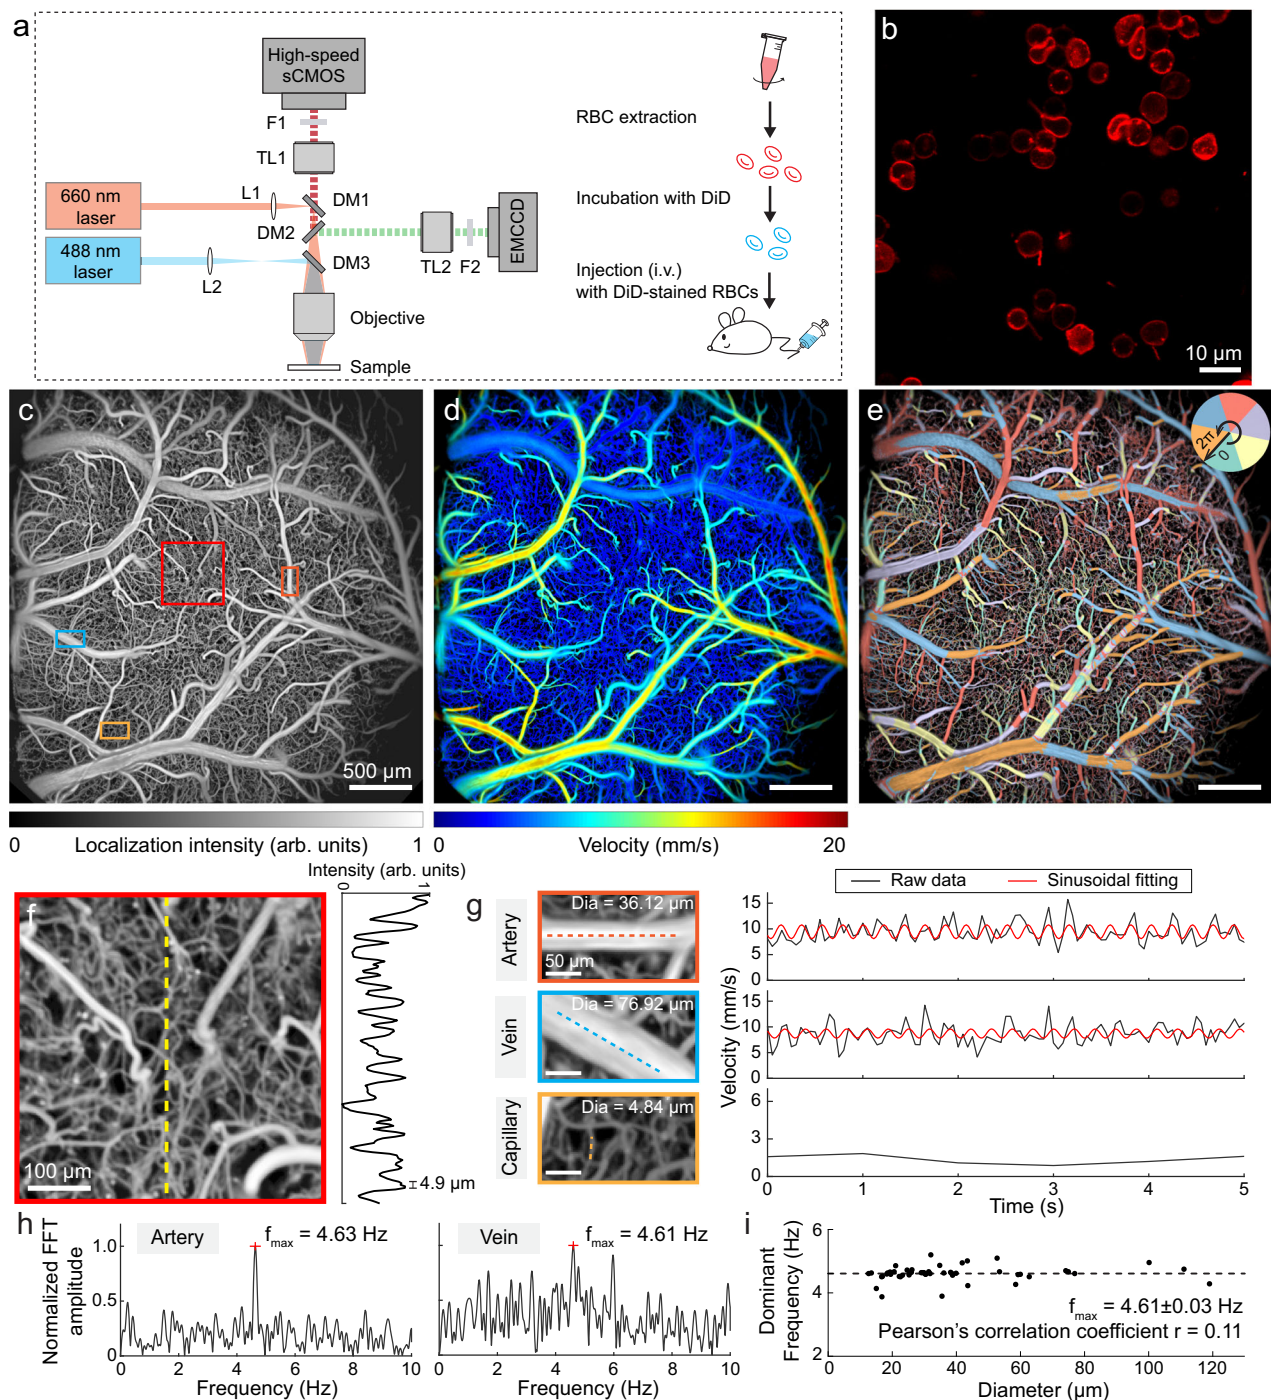 a
High-speed
sCMOS
F1
TL1
660 nm
laser
L1
DM1
DM2
488 nm
laser
L2
DM3
TL2
F2
EMCCD
Objective
Sample
RBC extraction
Incubation with DiD
Injection (i.v.)
with DiD-stained RBCs
b
10 µm
c
500 µm
d
e
2π
0
0
Localization intensity (arb. units)
1
0
Velocity (mm/s)
20
f
100 µm
Intensity (arb. units)
0
1
4.9 µm
g
Artery
Dia = 36.12 µm
50 µm
Vein
Dia = 76.92 µm
Capillary
Dia = 4.84 µm
Raw data
Sinusoidal fitting
Velocity (mm/s)
15
10
5
0
15
10
5
0
6
3
0
0
1
2
3
4
5
Time (s)
h
Normalized FFT
amplitude
Artery
fmax = 4.63 Hz
1.0
0.5
0
0
2
4
6
8
10
Frequency (Hz)
Vein
fmax = 4.61 Hz
0
2
4
6
8
10
Frequency (Hz)
i
Dominant
Frequency (Hz)
6
4
2
fmax = 4.61±0.03 Hz
Pearson's correlation coefficient r = 0.11
0
20
40
60
80
100
120
Diameter (µm)